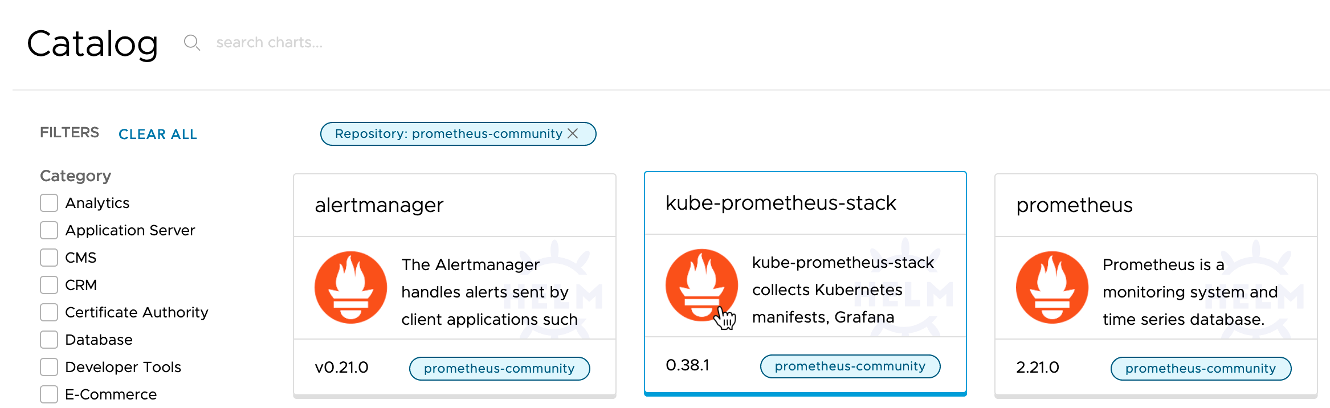 Catalog
search charts...
FILTERS
CLEAR ALL
Repository: prometheus-community
Category
Analytics
Application Server
CMS
CRM
Certificate Authority
Database
Developer Tools
E-Commerce
alertmanager
HELM
The Alertmanager
handles alerts sent by
client applications such
v0.21.0
prometheus-community
kube-prometheus-stack
HELM
kube-prometheus-stack
collects Kubernetes
manifests, Grafana
0.38.1
prometheus-community
prometheus
HELM
Prometheus is a
monitoring system and
time series database.
2.21.0
prometheus-community